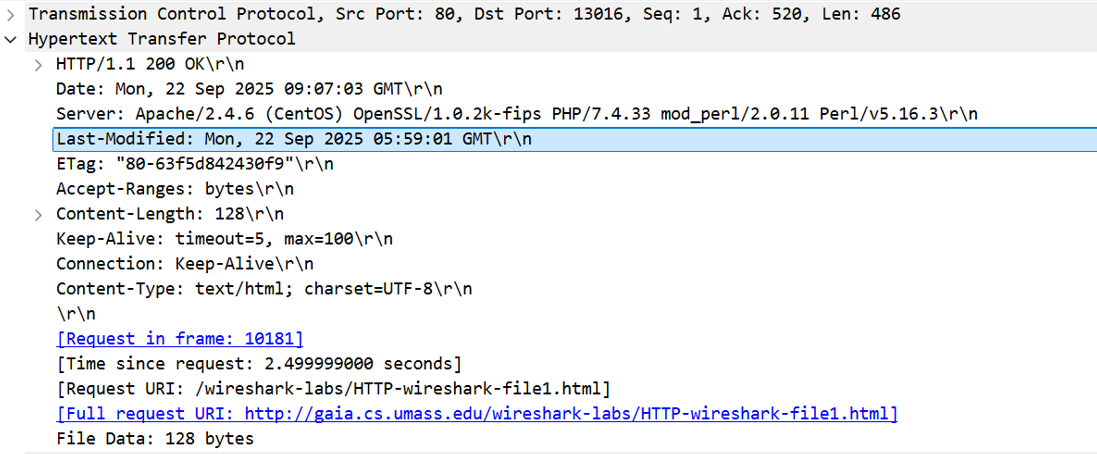 Transmission Control Protocol, Src Port: 80, Dst Port: 13016, Seq: 1, Ack: 520, Len: 486
Hypertext Transfer Protocol
HTTP/1.1 200 OK\r\n
Date: Mon, 22 Sep 2025 09:07:03 GMT\r\n
Server: Apache/2.4.6 (CentOS) OpenSSL/1.0.2k-fips PHP/7.4.33 mod_perl/2.0.11 Perl/v5.16.3\r\n
Last-Modified: Mon, 22 Sep 2025 05:59:01 GMT\r\n
ETag: "80-63f5d842430f9"\r\n
Accept-Ranges: bytes\r\n
Content-Length: 128\r\n
Keep-Alive: timeout=5, max=100\r\n
Connection: Keep-Alive\r\n
Content-Type: text/html; charset=UTF-8\r\n
\r\n
[Request in frame: 10181]
[Time since request: 2.499999000 seconds]
[Request URI: /wireshark-labs/HTTP-wireshark-file1.html]
[Full request URI: http://gaia.cs.umass.edu/wireshark-labs/HTTP-wireshark-file1.html]
File Data: 128 bytes